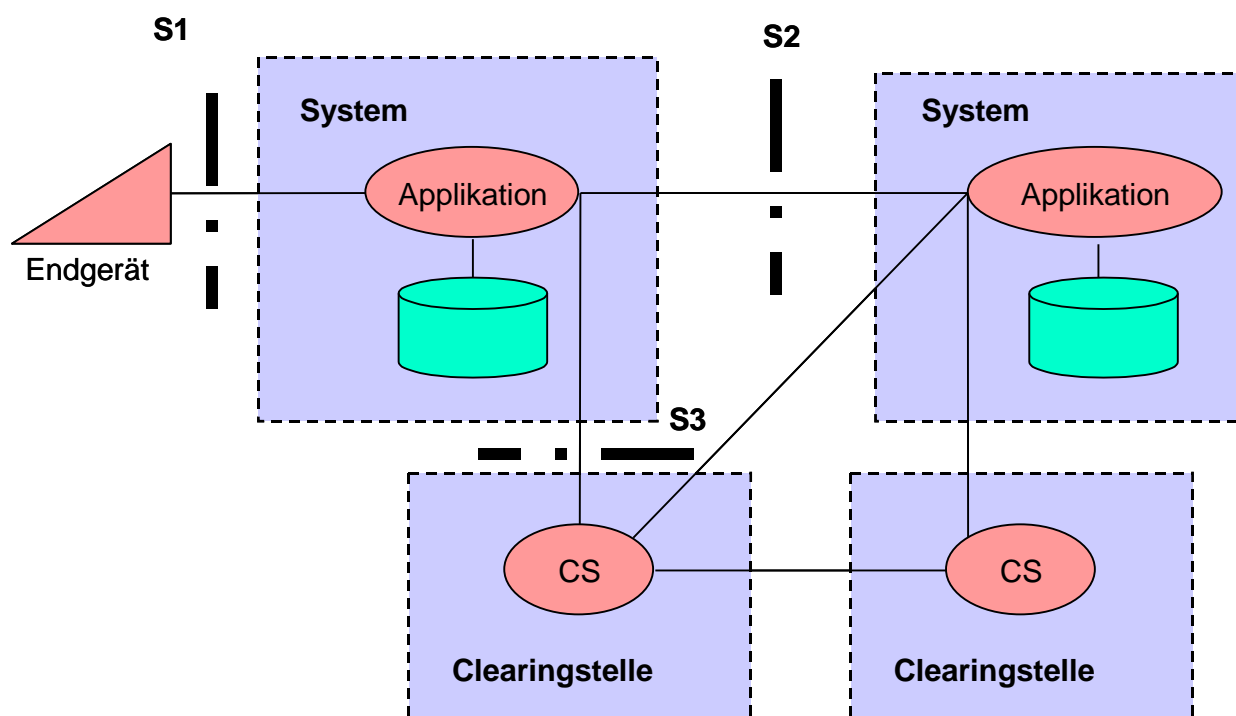 S1
S2
System
System
Applikation
Applikation
Endgerät
S3
CS
CS
Clearingstelle
Clearingstelle